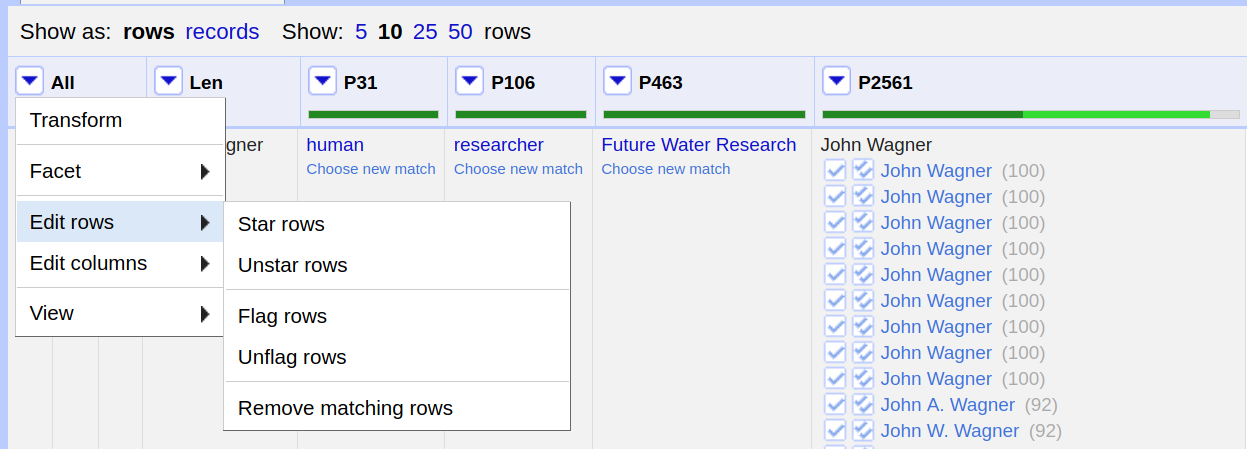 Show as: rows records Show: 5 10 25 50 rows
All Len P31 P106 P463 P2561
Transform
Facet
Edit rows
Edit columns
View
Star rows
Unstar rows
Flag rows
Unflag rows
Remove matching rows
gner
human
Choose new match
researcher
Choose new match
Future Water Research
Choose new match
John Wagner
John Wagner (100)
John Wagner (100)
John Wagner (100)
John Wagner (100)
John Wagner (100)
John Wagner (100)
John Wagner (100)
John Wagner (100)
John Wagner (100)
John A. Wagner (92)
John W. Wagner (92)